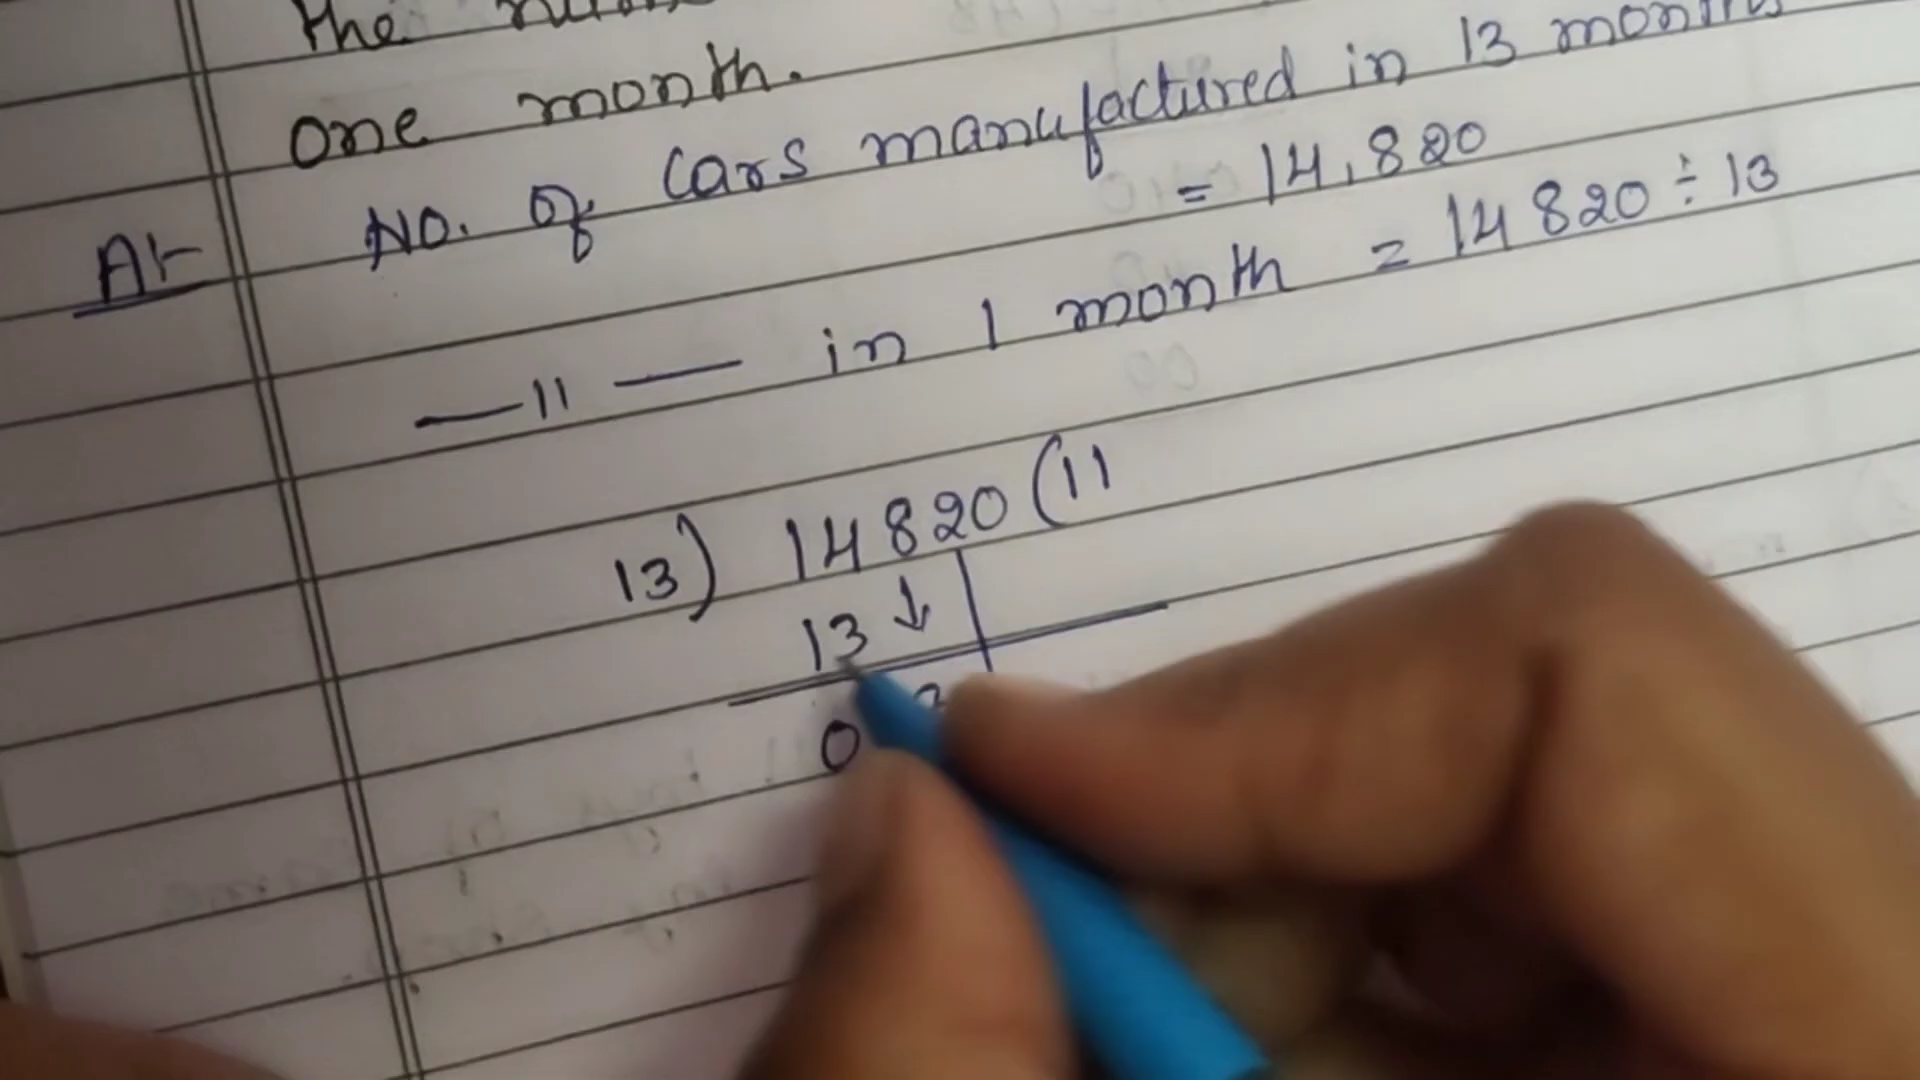 the
one month.
A:- No. of Cars manufactured in 13 months
= 14,820
—11— in 1 month = 14820 ÷ 13
13) 14820 (11
13 ↓
0